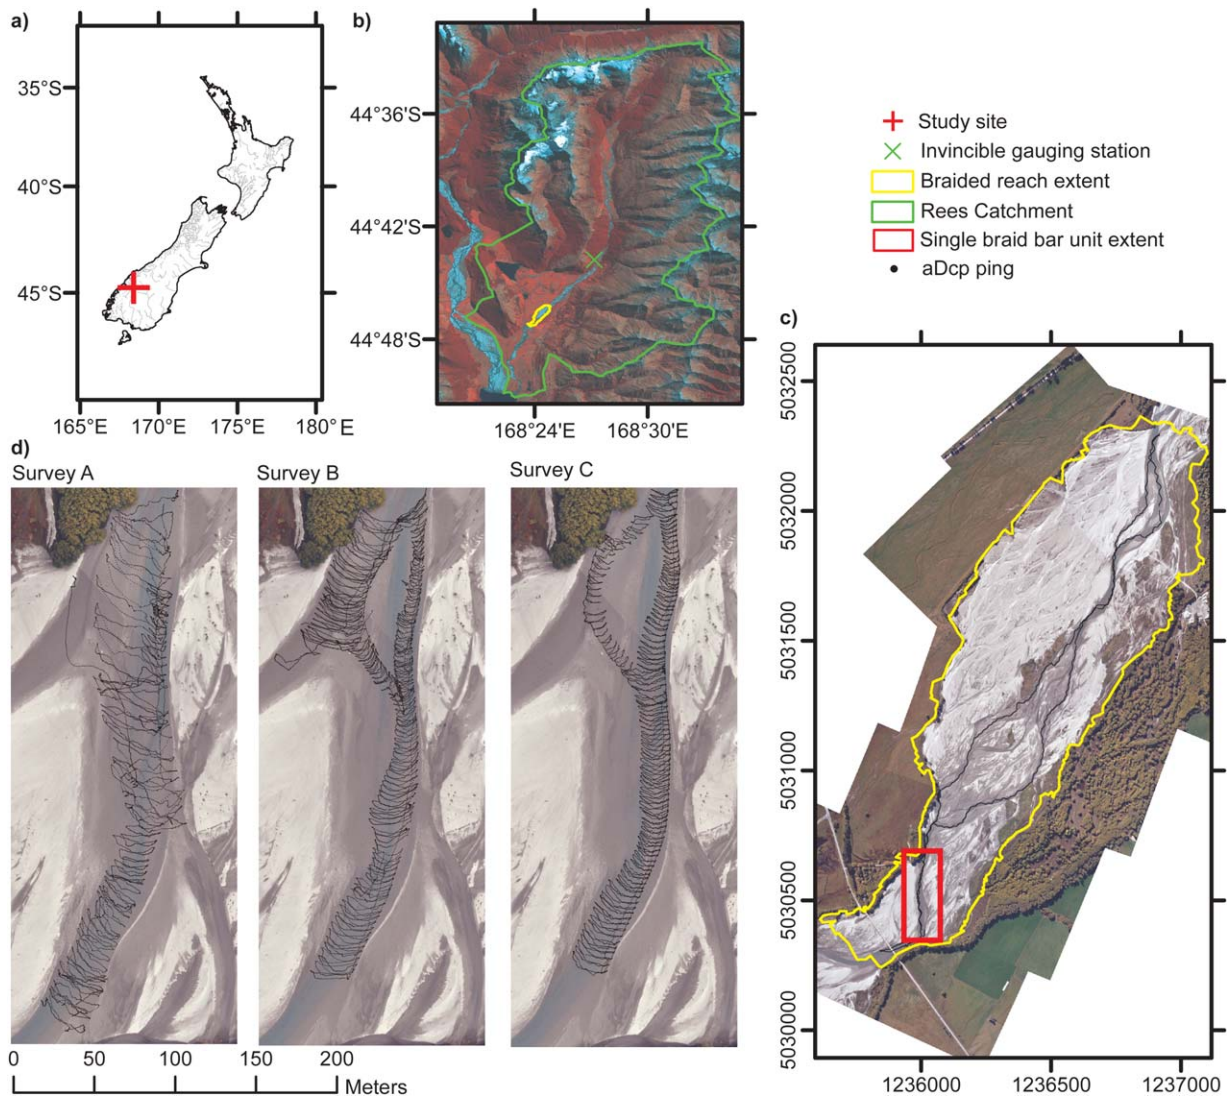 a)
35°S
40°S
45°S
165°E
170°E
175°E
180°E
b)
44°36'S
44°42'S
44°48'S
168°24'E
168°30'E
Study site
Invincible gauging station
Braided reach extent
Rees Catchment
Single braid bar unit extent
aDcp ping
c)
5032500
5032000
5031500
5031000
5030500
5030000
1236000
1236500
1237000
d)
Survey A
Survey B
Survey C
0 50 100 150 200
Meters